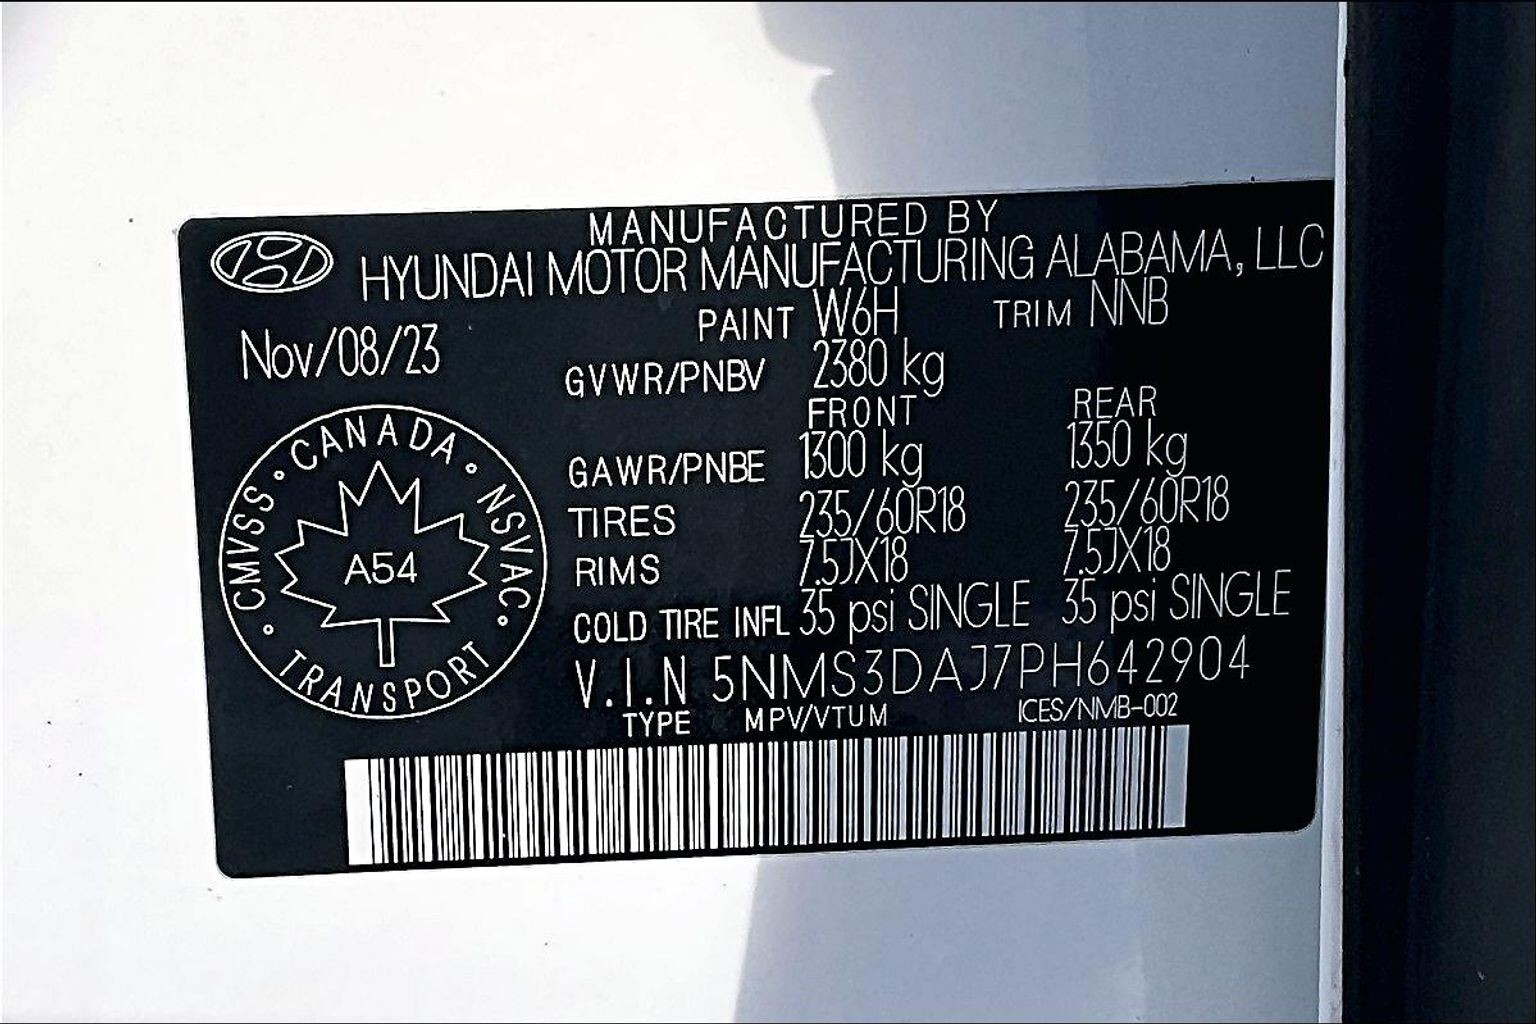 MANUFACTURED BY
HYUNDAI MOTOR MANUFACTURING ALABAMA, LLC
PAINT W6H TRIM NNB
Nov/08/23
GVWR/PNBV 2380 kg
FRONT REAR
GAWR/PNBE 1300 kg 1350 kg
TIRES 235/60R18 235/60R18
RIMS 7.5JX18 7.5JX18
COLD TIRE INFL 35 psi SINGLE 35 psi SINGLE
V.I.N 5NMS3DAJ7PH642904
TYPE MPV/VTUM ICES/NMB-002
CANADA
CMVSS NSVAC
A54
TRANSPORT